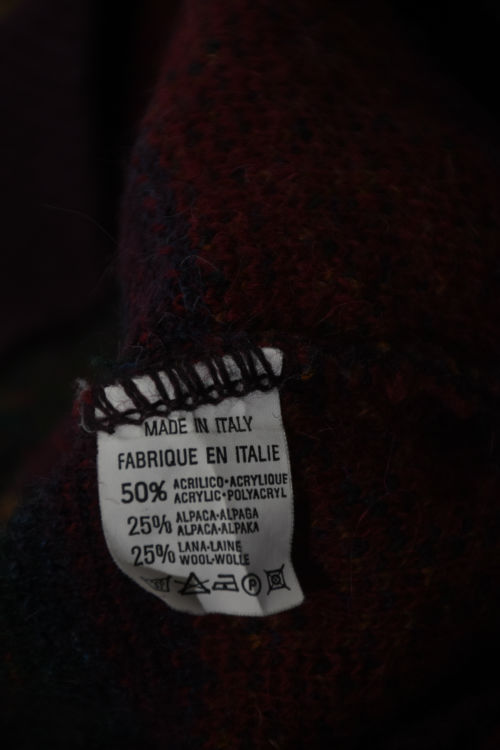 MADE IN ITALY
FABRIQUE EN ITALIE
50% ACRILICO•ACRYLIQUE
ACRYLIC•POLYACRYL
25% ALPACA•ALPAGA
ALPACA•ALPAKA
25% LANA•LAINE
WOOL•WOLLE
P